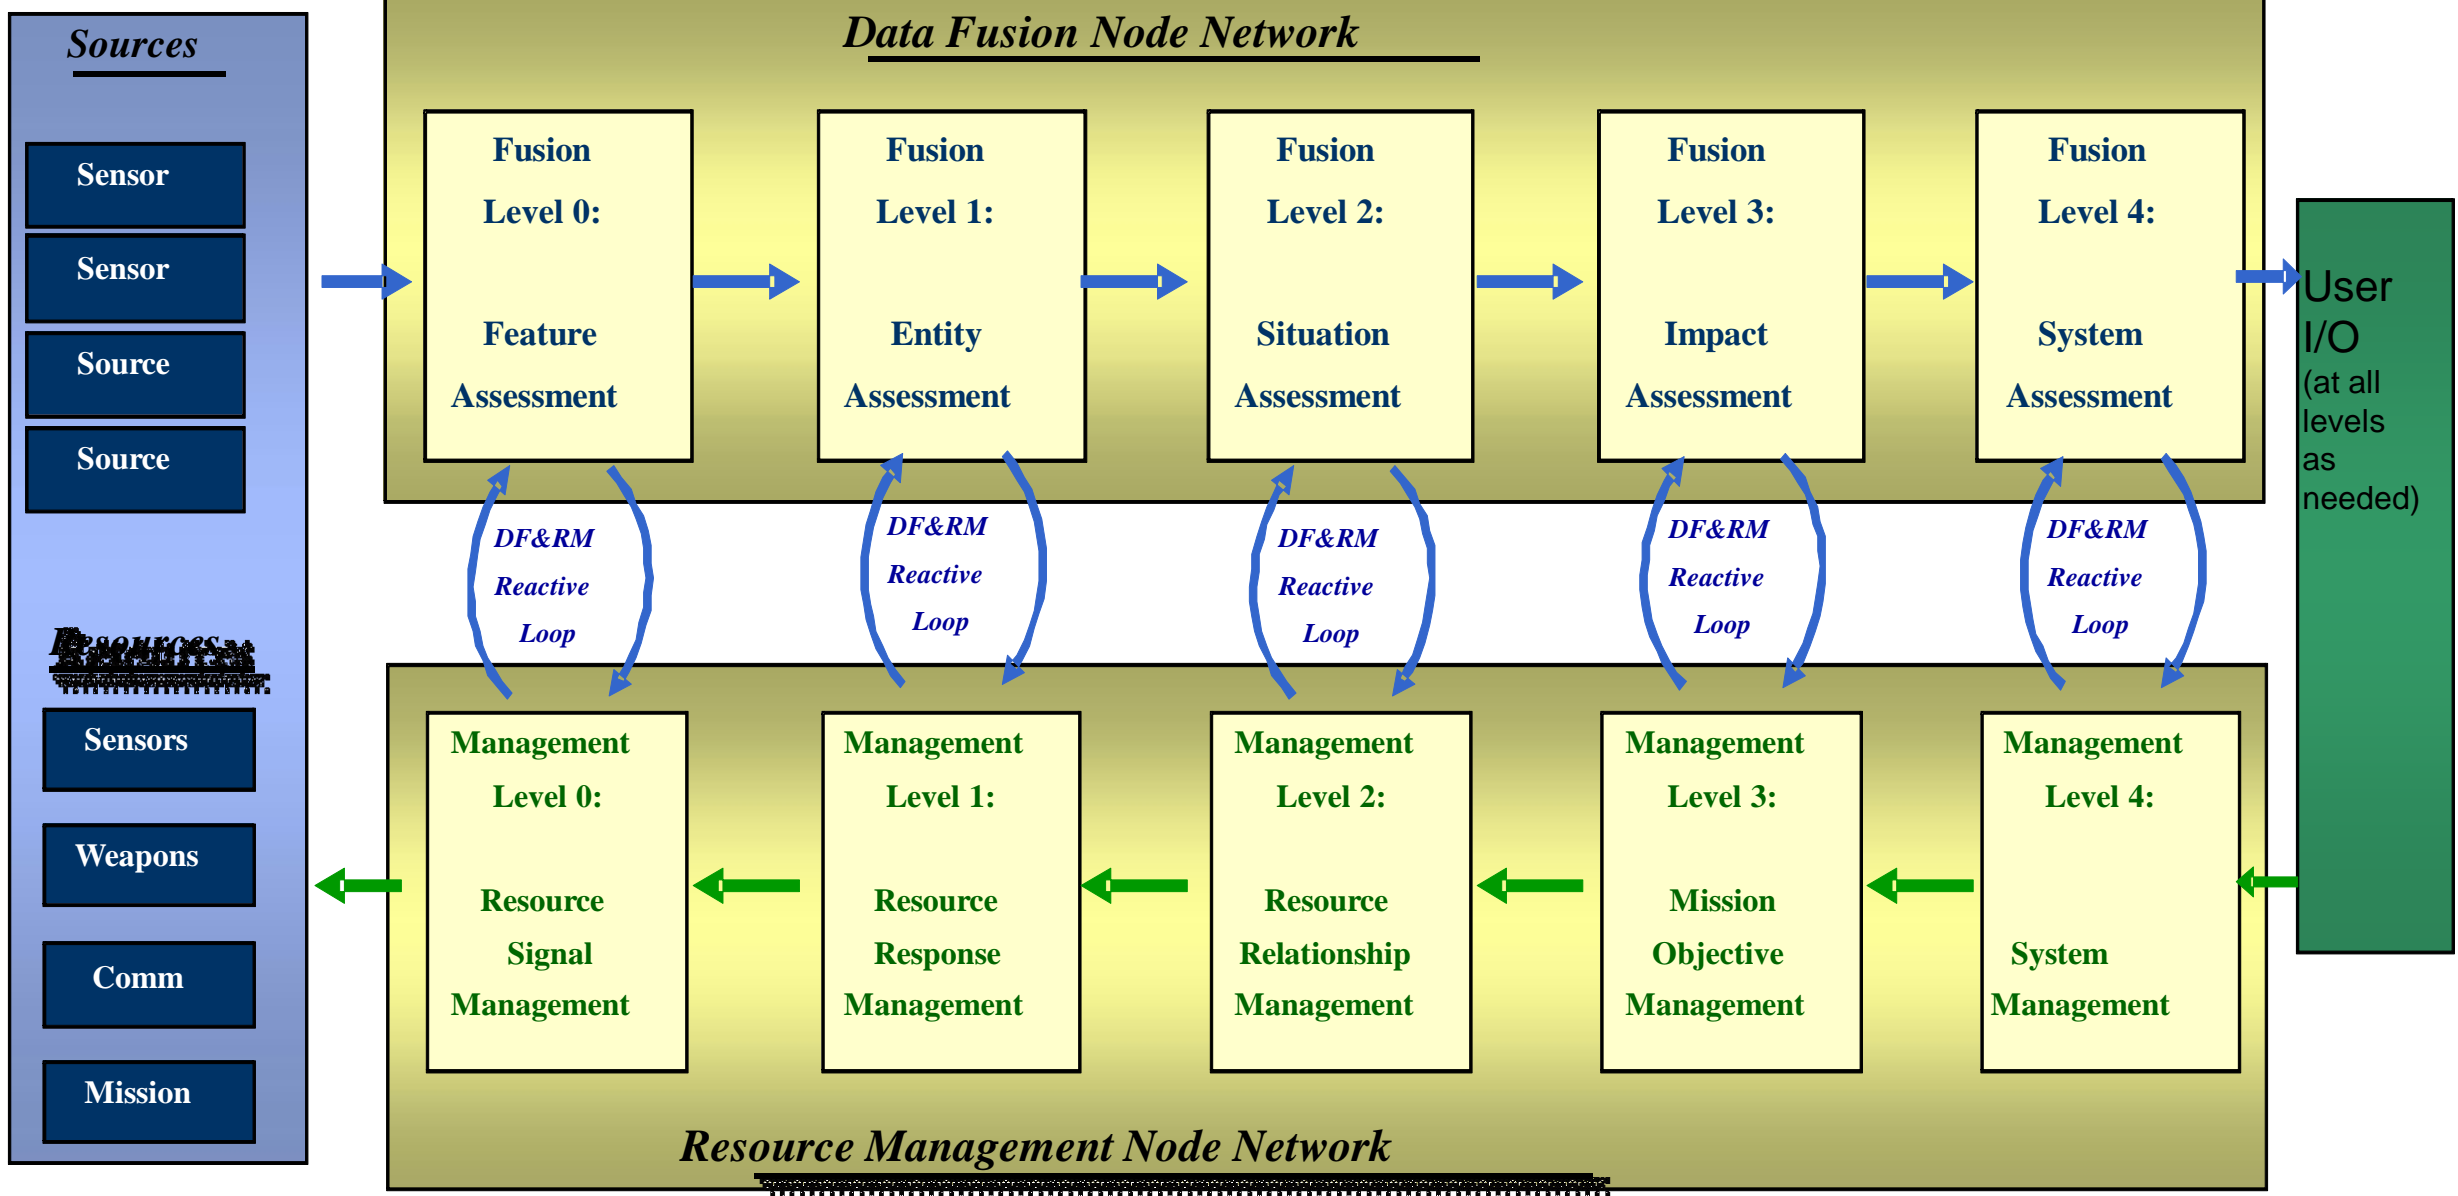 Sources
Sensor
Sensor
Source
Source
Resources
Sensors
Weapons
Comm
Mission
Data Fusion Node Network
Fusion
Level 0:
Feature
Assessment
Fusion
Level 1:
Entity
Assessment
Fusion
Level 2:
Situation
Assessment
Fusion
Level 3:
Impact
Assessment
Fusion
Level 4:
System
Assessment
DF&RM
Reactive
Loop
DF&RM
Reactive
Loop
DF&RM
Reactive
Loop
DF&RM
Reactive
Loop
DF&RM
Reactive
Loop
Management
Level 0:
Resource
Signal
Management
Management
Level 1:
Resource
Response
Management
Management
Level 2:
Resource
Relationship
Management
Management
Level 3:
Mission
Objective
Management
Management
Level 4:
System
Management
Resource Management Node Network
User
I/O
(at all
levels
as
needed)